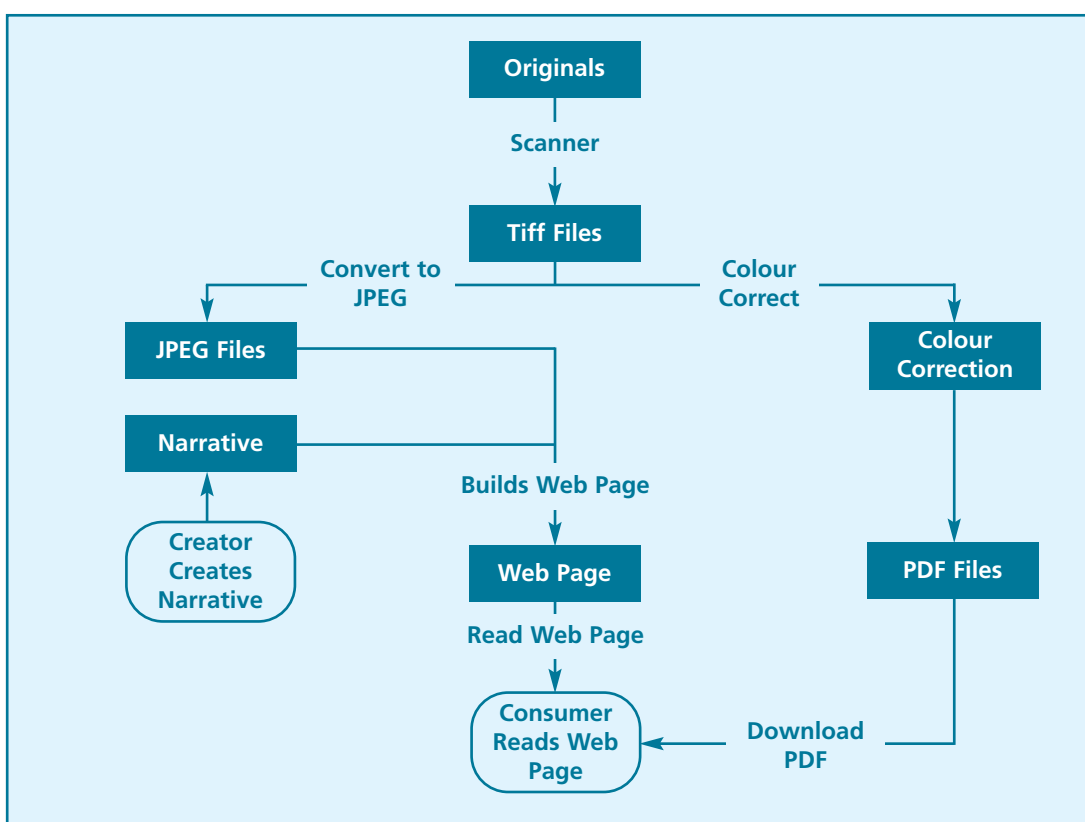 Originals
Scanner
Tiff Files
Convert to
JPEG
Colour
Correct
JPEG Files
Colour
Correction
Narrative
Builds Web Page
Creator
Creates
Narrative
Web Page
PDF Files
Read Web Page
Consumer
Reads Web
Page
Download
PDF